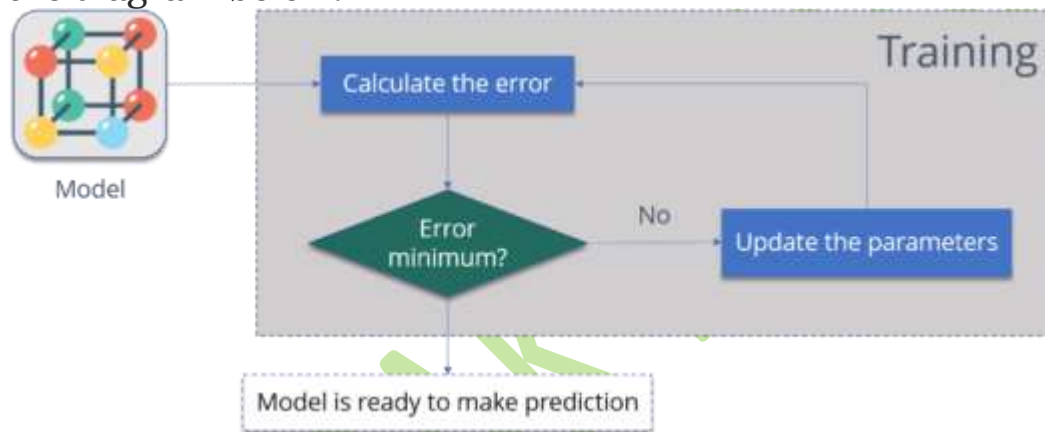 Training
Calculate the error
Model
Error
minimum?
No
Update the parameters
Model is ready to make prediction